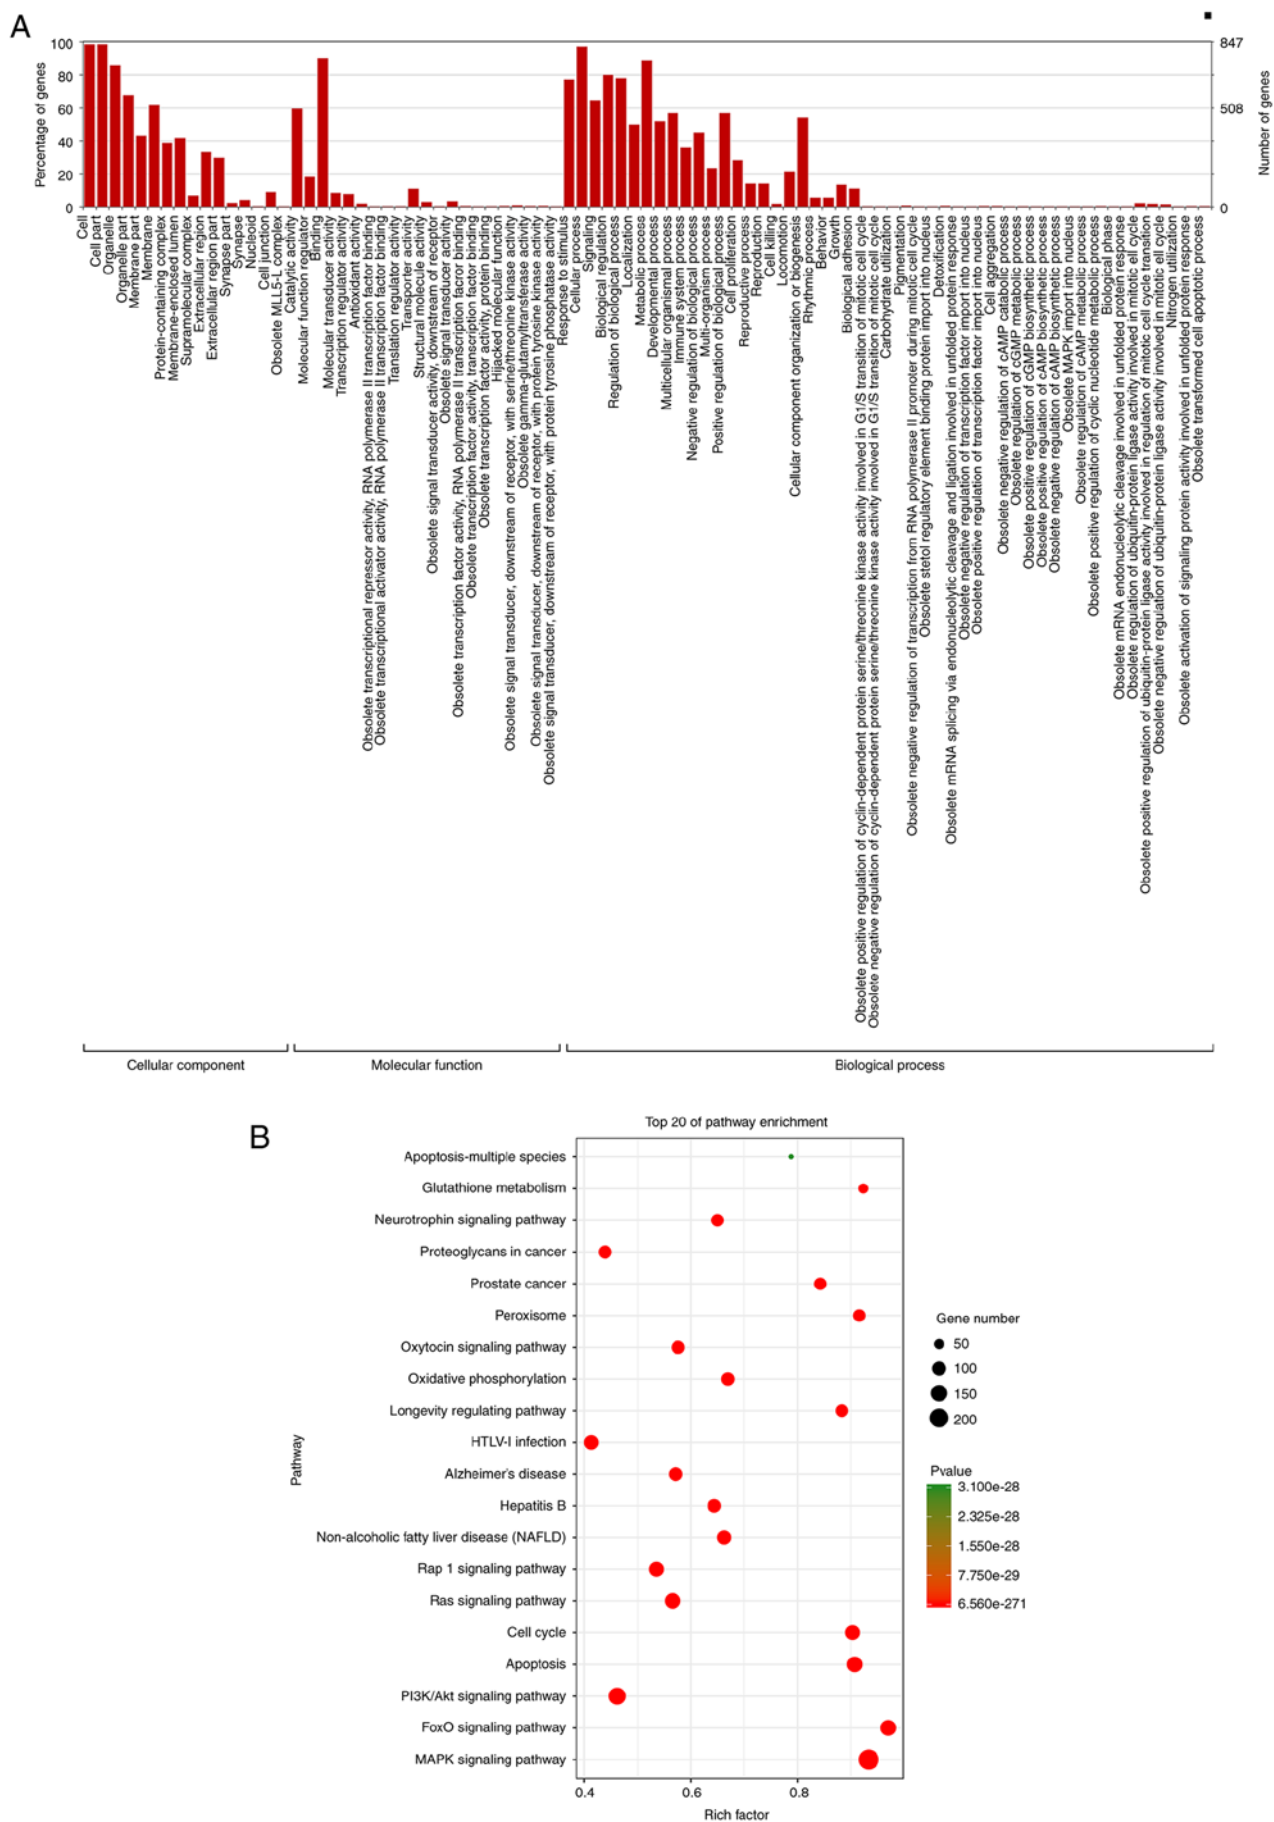 A
Percentage of genes
100
80
60
40
20
0
847
508
0
Number of genes
Cell
Cell part
Organelle
Organelle part
Membrane part
Membrane
Protein-containing complex
Membrane-enclosed lumen
Supramolecular complex
Extracellular region
Extracellular region part
Synapse part
Synapse
Nucleoid
Cell junction
Obsolete MLL5-L complex
Catalytic activity
Molecular function regulator
Binding
Molecular transducer activity
Transcription regulator activity
Antioxidant activity
Obsolete transcriptional repressor activity, RNA polymerase II transcription factor binding
Obsolete transcriptional activator activity, RNA polymerase II transcription factor binding
Translation regulator activity
Transporter activity
Structural molecule activity
Obsolete signal transducer activity, downstream of receptor
Obsolete signal transducer activity
Obsolete transcription factor activity, RNA polymerase II transcription facror binding
Obsolete transcription factor activity, transcription factor binding
Obsolete transcription factor activity, protein binding
Hijacked molecular function
Obsolete signal transducer, downstream of receptor, with serine/threonine kinase activity
Obsolete gamma-glutamyltransferase activity
Obsolete signal transducer, downstream of receptor, with protein tyrosine kinase activity
Obsolete signal transducer, downstream of receptor, with protein tyrosine phosphatase activity
Response to stimulus
Cellular process
Signaling
Biological regulation
Regulation of biological process
Localization
Metabolic process
Developmental process
Multicellular organismal process
Immune system process
Negative regulation of biological process
Multi-organism process
Positive regulation of biological process
Cell proliferation
Reproductive process
Reproduction
Cell killing
Locomotion
Cellular component organization or biogenesis
Rhythmic process
Behavior
Growth
Biological adhesion
Obsolete positive regulation of cyclin-dependent protein serine/threonine kinase activity involved in G1/S transition of mitotic cell cycle
Obsolete negative regulation of cyclin-dependent protein serine/threonine kinase activity involved in G1/S transition of mitotic cell cycle
Carbohydrate utilization
Pigmentation
Obsolete negative regulation of transcription from RNA polymerase II promoter during mitotic cell cycle
Obsolete stetol regulatory element binding protein import into nucleus
Detoxification
Obsolete mRNA splicing via endonucleolytic cleavage and ligation involved in unfolded protein response
Obsolete negative regulation of transcription factor import into nucleus
Obsolete positive regulation of transcription factor import into nucleus
Cell aggregation
Obsolete negative regulation of cAMP catabolic process
Obsolete regulation of cGMP metabolic process
Obsolete positive regulation of cGMP biosynthetic process
Obsolete positive regulation of cAMP biosynthetic process
Obsolete negative regulation of cAMP biosynthetic process
Obsolete MAPK import into nucleus
Obsolete regulation of cAMP metabolic process
Obsolete positive regulation of cyclic nucleotide metabolic process
Biological phase
Obsolete mRNA endonucleolytic cleavage involved in unfolded protein response
Obsolete regulation of ubiquitin-protein ligase activity involved in mitotic cell cycle
Obsolete positive regulation of ubiquitin-protein ligase activity involved in regulation of mitotic cell cycle transition
Obsolete negative regulation of ubiquitin-protein ligase activity involved in mitotic cell cycle
Nitrogen utilization
Obsolete activation of signaling protein activity involved in unfolded protein response
Obsolete transformed cell apoptotic process
Cellular component
Molecular function
Biological process
B
Top 20 of pathway enrichment
Pathway
Apoptosis-multiple species
Glutathione metabolism
Neurotrophin signaling pathway
Proteoglycans in cancer
Prostate cancer
Peroxisome
Oxytocin signaling pathway
Oxidative phosphorylation
Longevity regulating pathway
HTLV-I infection
Alzheimer's disease
Hepatitis B
Non-alcoholic fatty liver disease (NAFLD)
Rap 1 signaling pathway
Ras signaling pathway
Cell cycle
Apoptosis
PI3K/Akt signaling pathway
FoxO signaling pathway
MAPK signaling pathway
0.4
0.6
0.8
Rich factor
Gene number
50
100
150
200
Pvalue
3.100e-28
2.325e-28
1.550e-28
7.750e-29
6.560e-271